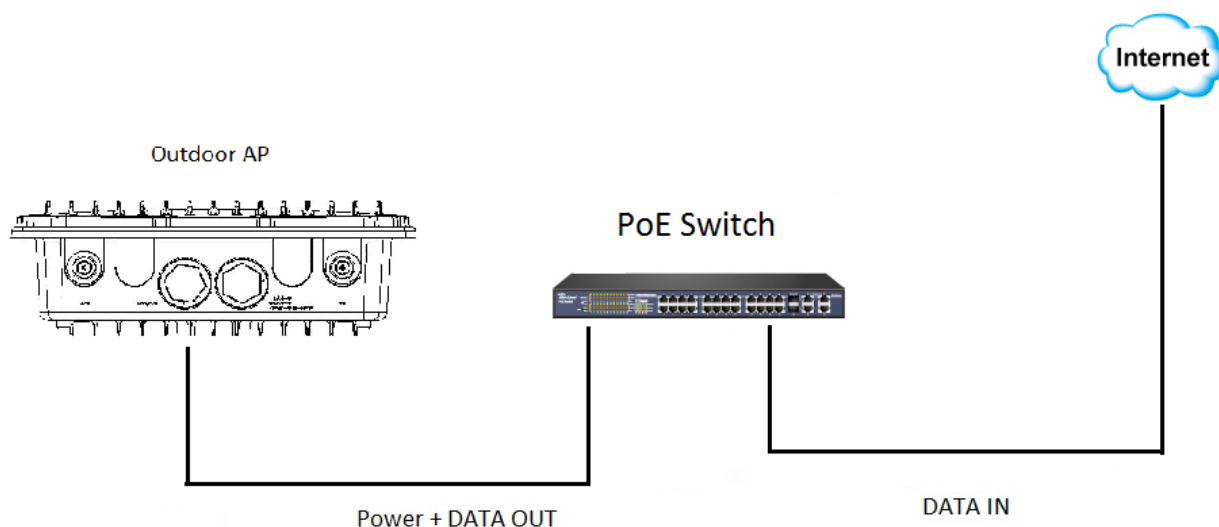 Internet
Outdoor AP
PoE Switch
Power + DATA OUT
DATA IN